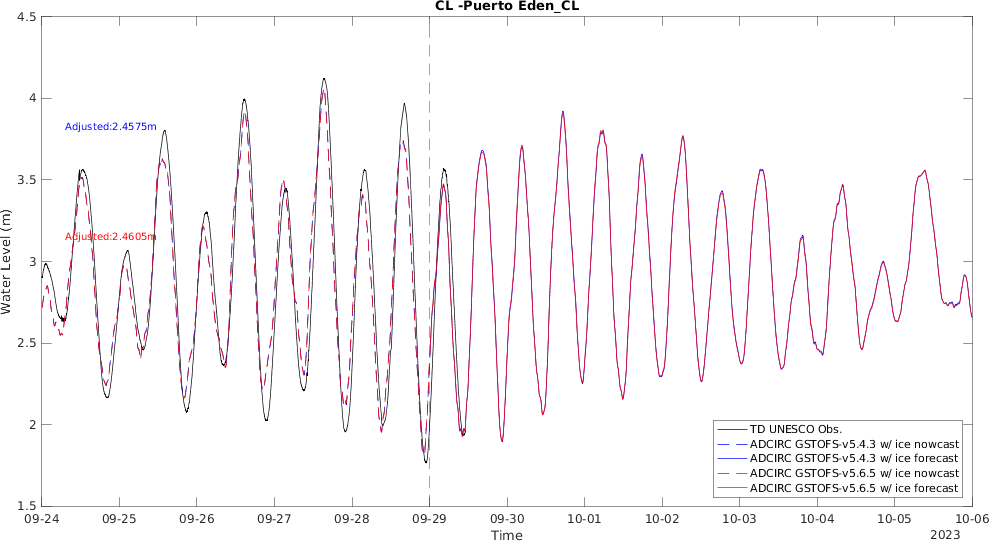 CL -Puerto Eden_CL
Water Level (m)
4.5
4
3.5
3
2.5
2
1.5
Adjusted:2.4575m
Adjusted:2.4605m
TD UNESCO Obs.
ADCIRC GSTOFS-v5.4.3 w/ ice nowcast
ADCIRC GSTOFS-v5.4.3 w/ ice forecast
ADCIRC GSTOFS-v5.6.5 w/ ice nowcast
ADCIRC GSTOFS-v5.6.5 w/ ice forecast
09-24 09-25 09-26 09-27 09-28 09-29 09-30 10-01 10-02 10-03 10-04 10-05 10-06
Time
2023